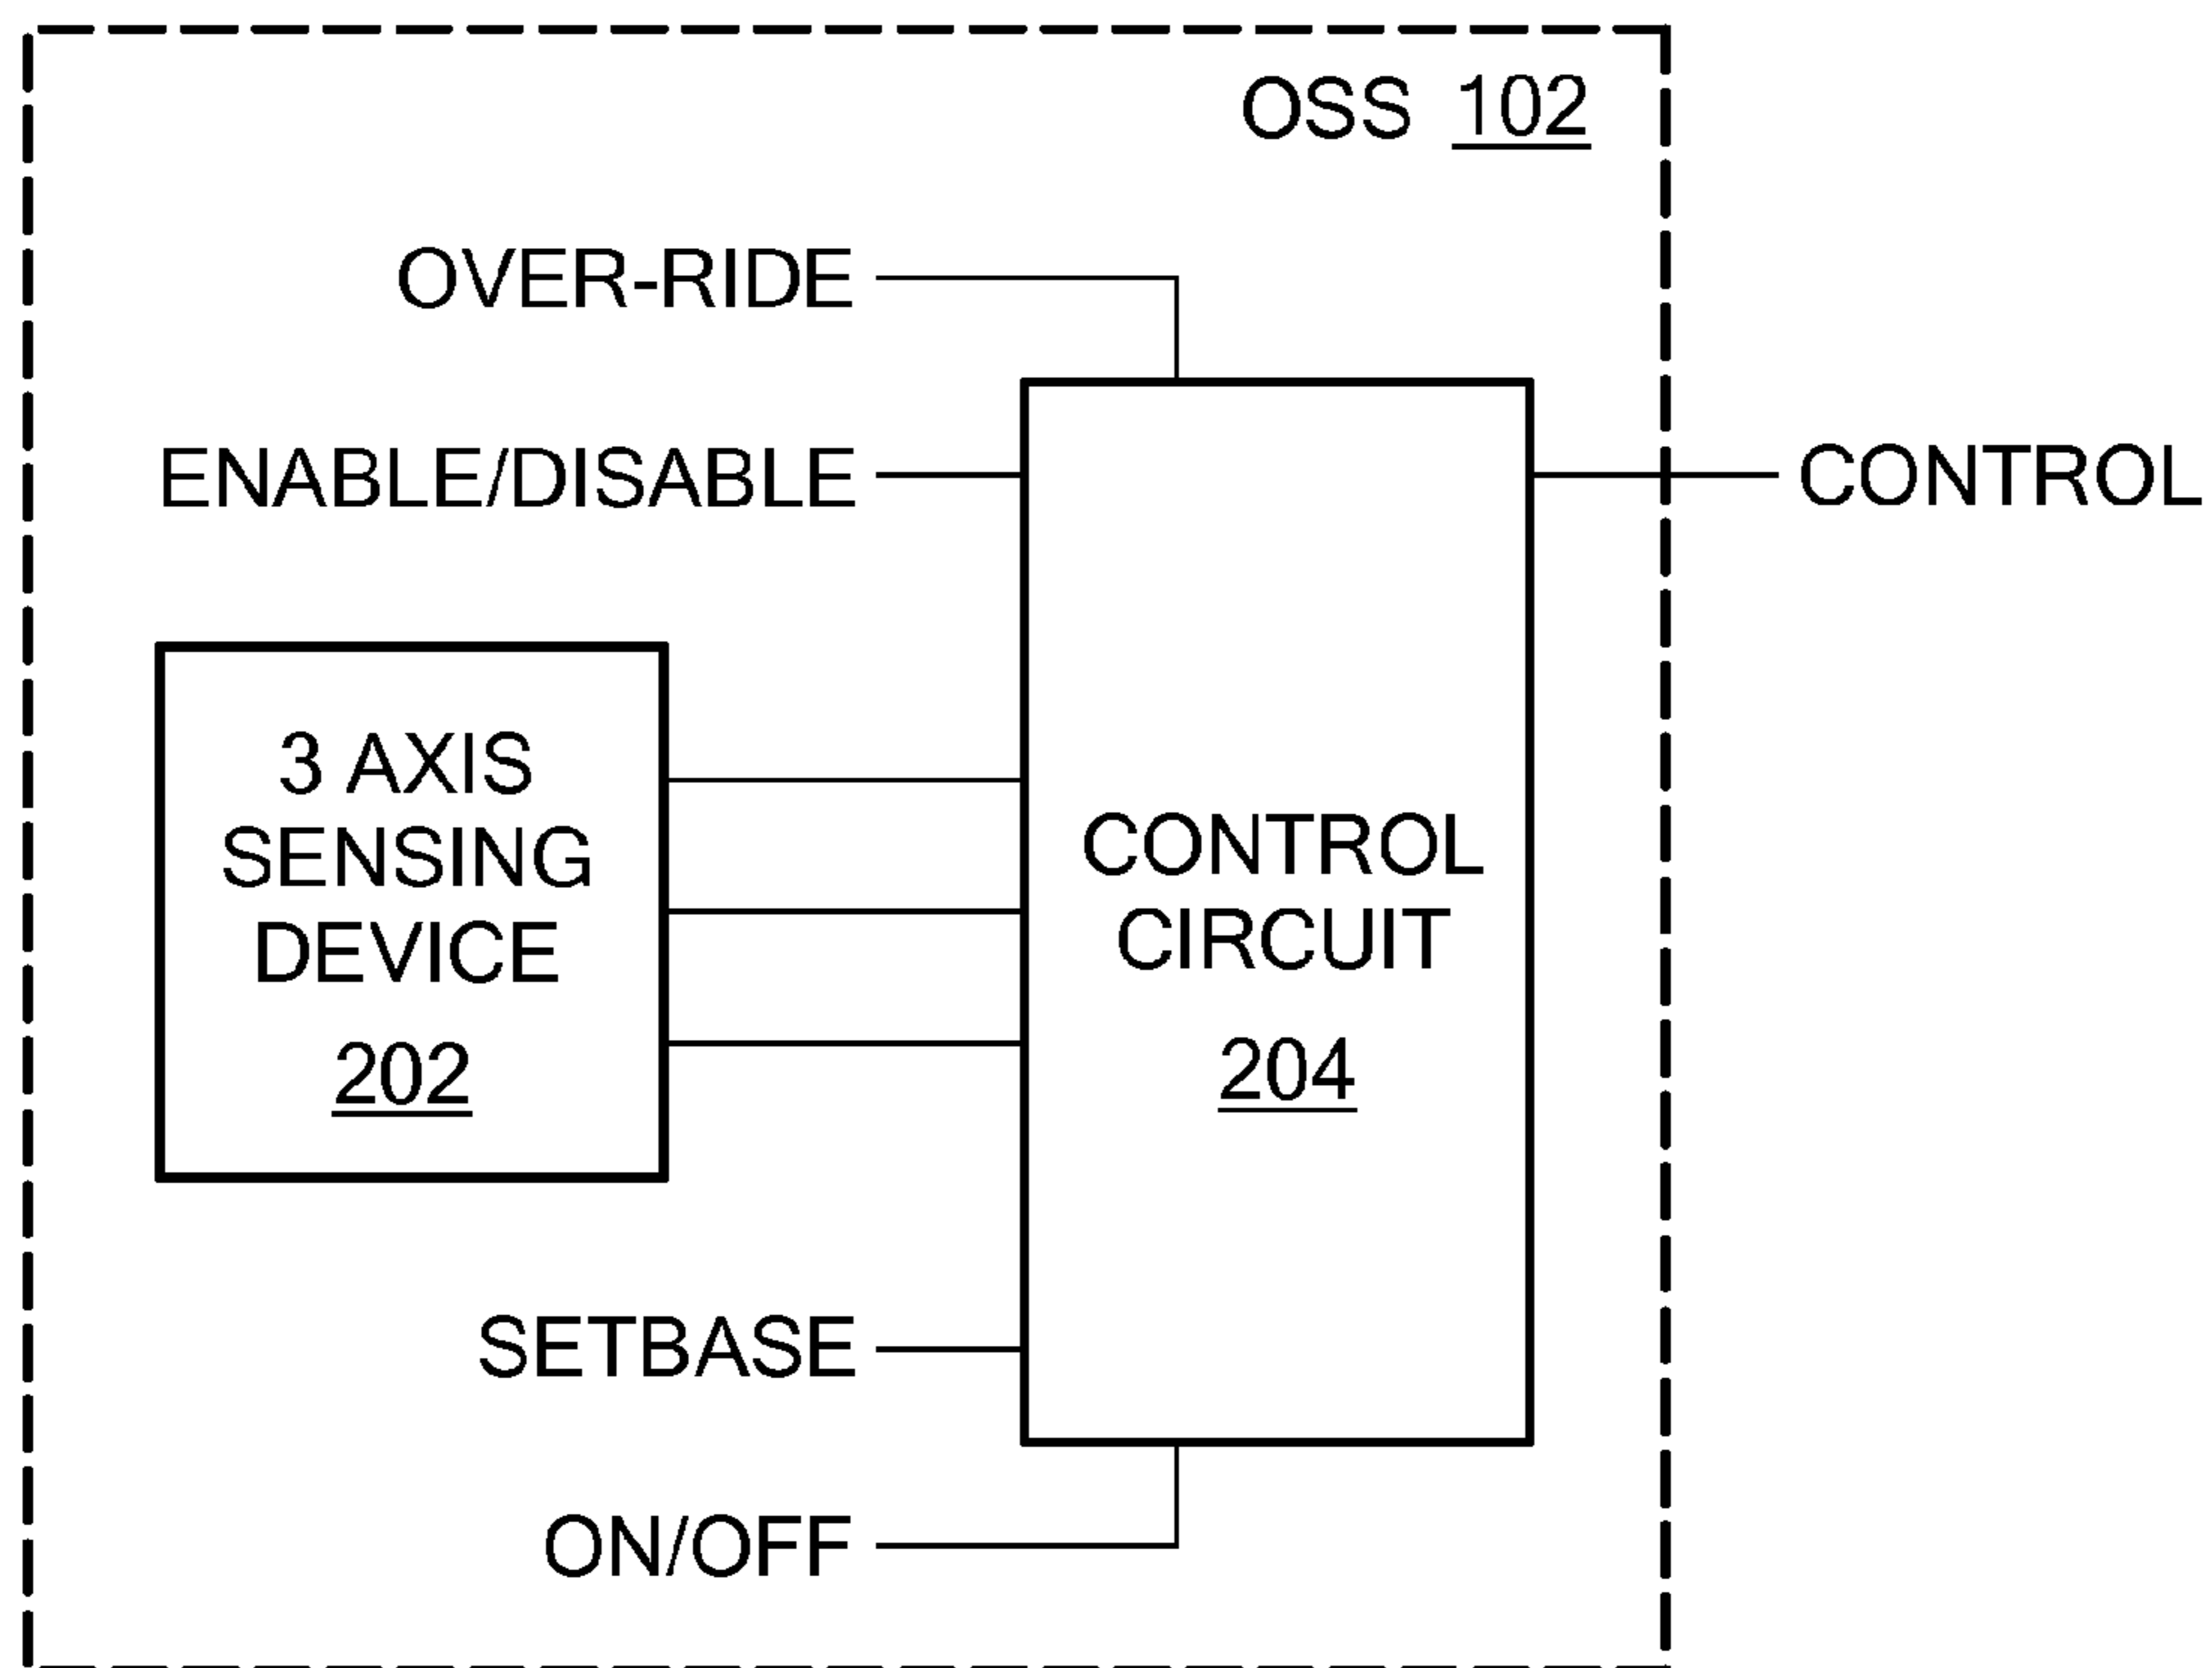 OSS 102
OVER-RIDE
ENABLE/DISABLE
CONTROL
3 AXIS
SENSING
DEVICE
202
CONTROL
CIRCUIT
204
SETBASE
ON/OFF